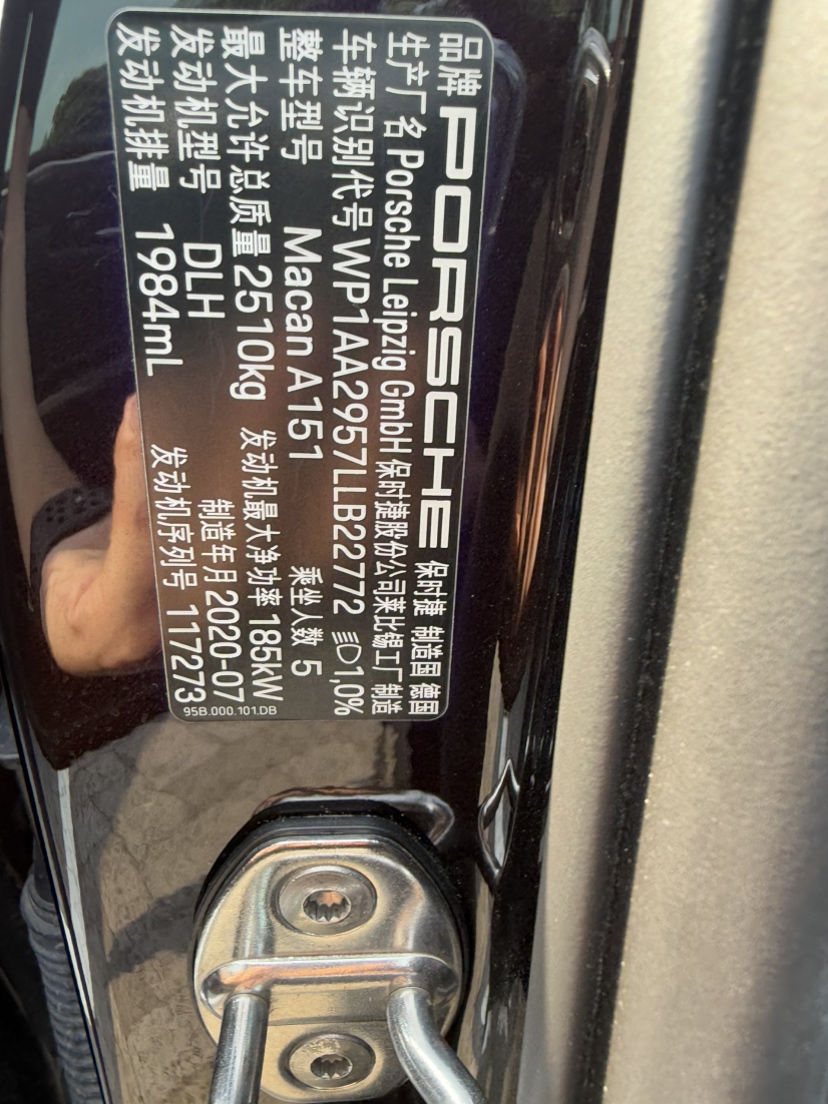 品牌 PORSCHE 保时捷 制造国 德国
生产厂名 Porsche Leipzig GmbH 保时捷股份公司莱比锡工厂 制造
车辆识别代号 WP1AA2957LLB22772 1,0%
整车型号 Macan A151 乘坐人数 5
最大允许总质量 2510kg 发动机最大净功率 185kW
发动机型号 DLH 制造年月 2020-07
发动机排量 1984mL 发动机序列号 117273
95B.000.101.DB